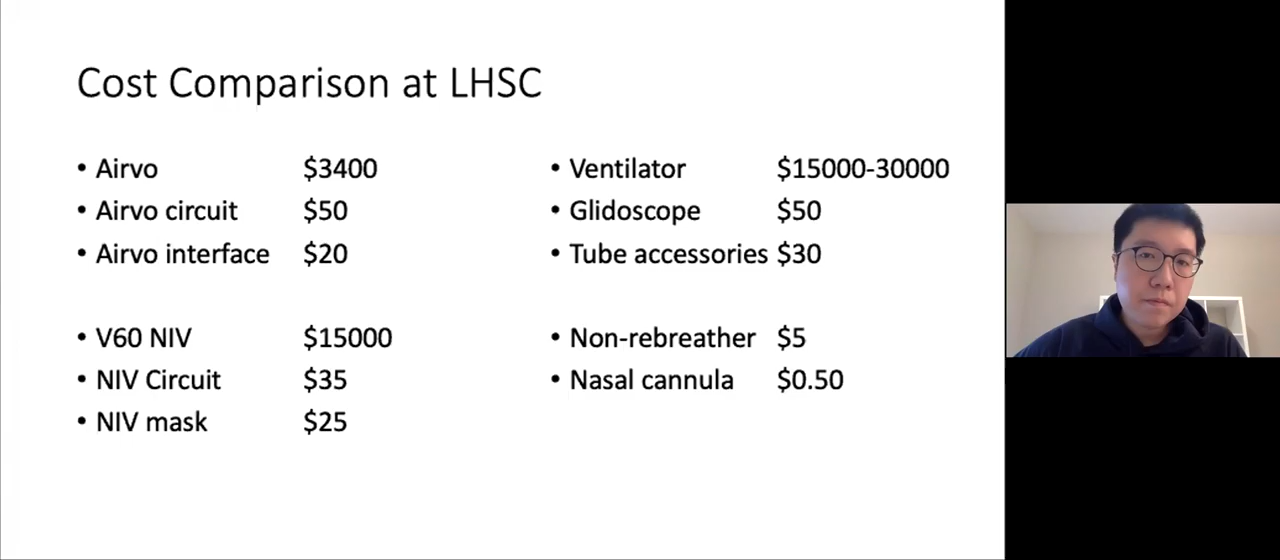 Cost Comparison at LHSC
• Airvo $3400
• Airvo circuit $50
• Airvo interface $20
• V60 NIV $15000
• NIV Circuit $35
• NIV mask $25
• Ventilator $15000-30000
• Glidoscope $50
• Tube accessories $30
• Non-rebreather $5
• Nasal cannula $0.50